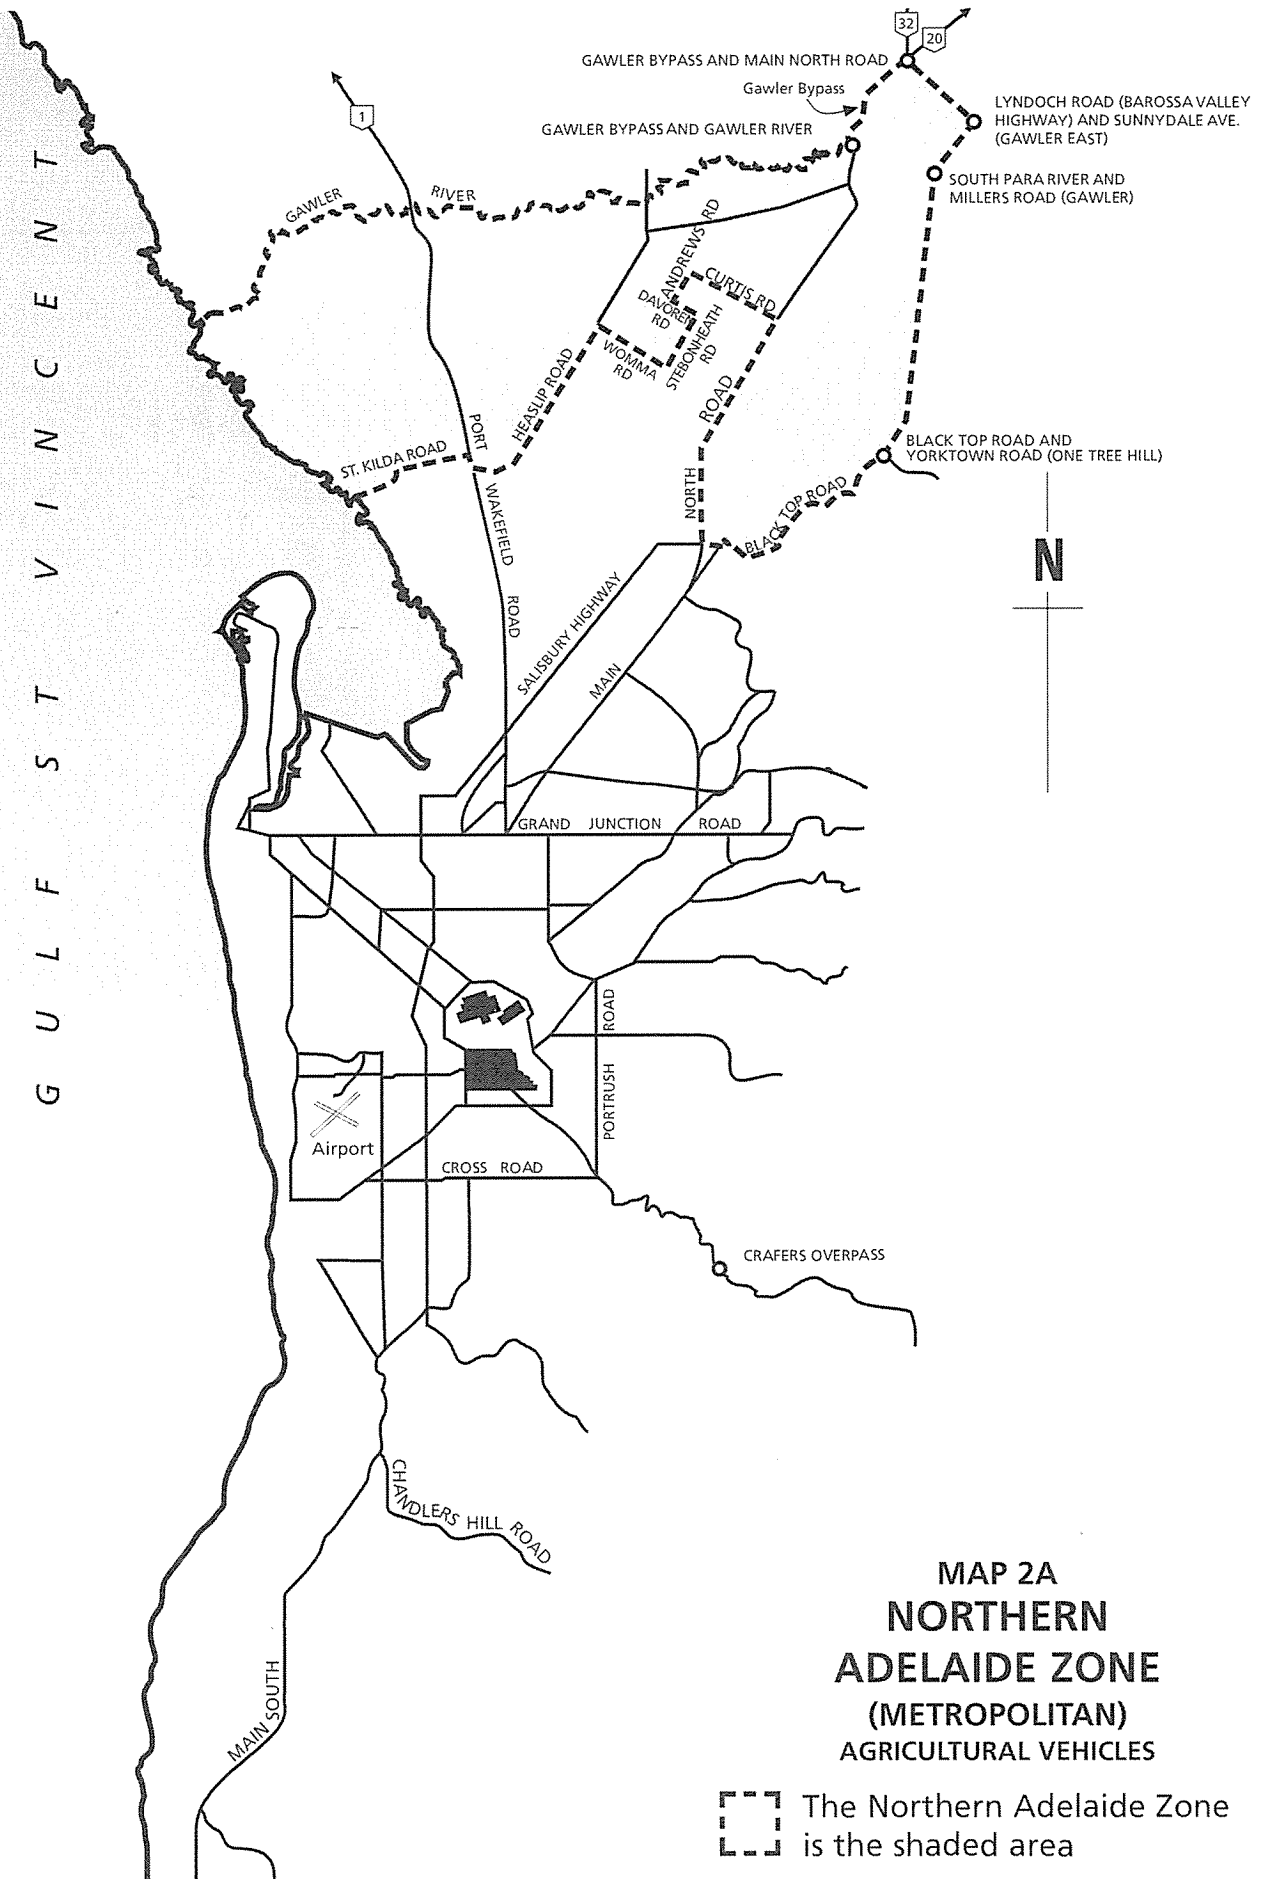 32
20
GAWLER BYPASS AND MAIN NORTH ROAD
Gawler Bypass
1
LYNDOCH ROAD (BAROSSA VALLEY
HIGHWAY) AND SUNNYDALE AVE.
(GAWLER EAST)
GAWLER BYPASS AND GAWLER RIVER
SOUTH PARA RIVER AND
MILLERS ROAD (GAWLER)
GAWLER RIVER
ANDREWS RD
CURTIS RD
DAVOREN
RD
STEBONHEATH
RD
WOMMA
RD
HEASLIP ROAD
ST. KILDA ROAD
PORT WAKEFIELD ROAD
BLACK TOP ROAD AND
YORKTOWN ROAD (ONE TREE HILL)
BLACK TOP ROAD
MAIN NORTH ROAD
SALISBURY HIGHWAY
N
GULF ST VINCENT
GRAND JUNCTION ROAD
PORTRUSH ROAD
Airport
CROSS ROAD
CRAFERS OVERPASS
CHANDLERS HILL ROAD
MAIN SOUTH
MAP 2A
NORTHERN
ADELAIDE ZONE
(METROPOLITAN)
AGRICULTURAL VEHICLES
The Northern Adelaide Zone
is the shaded area